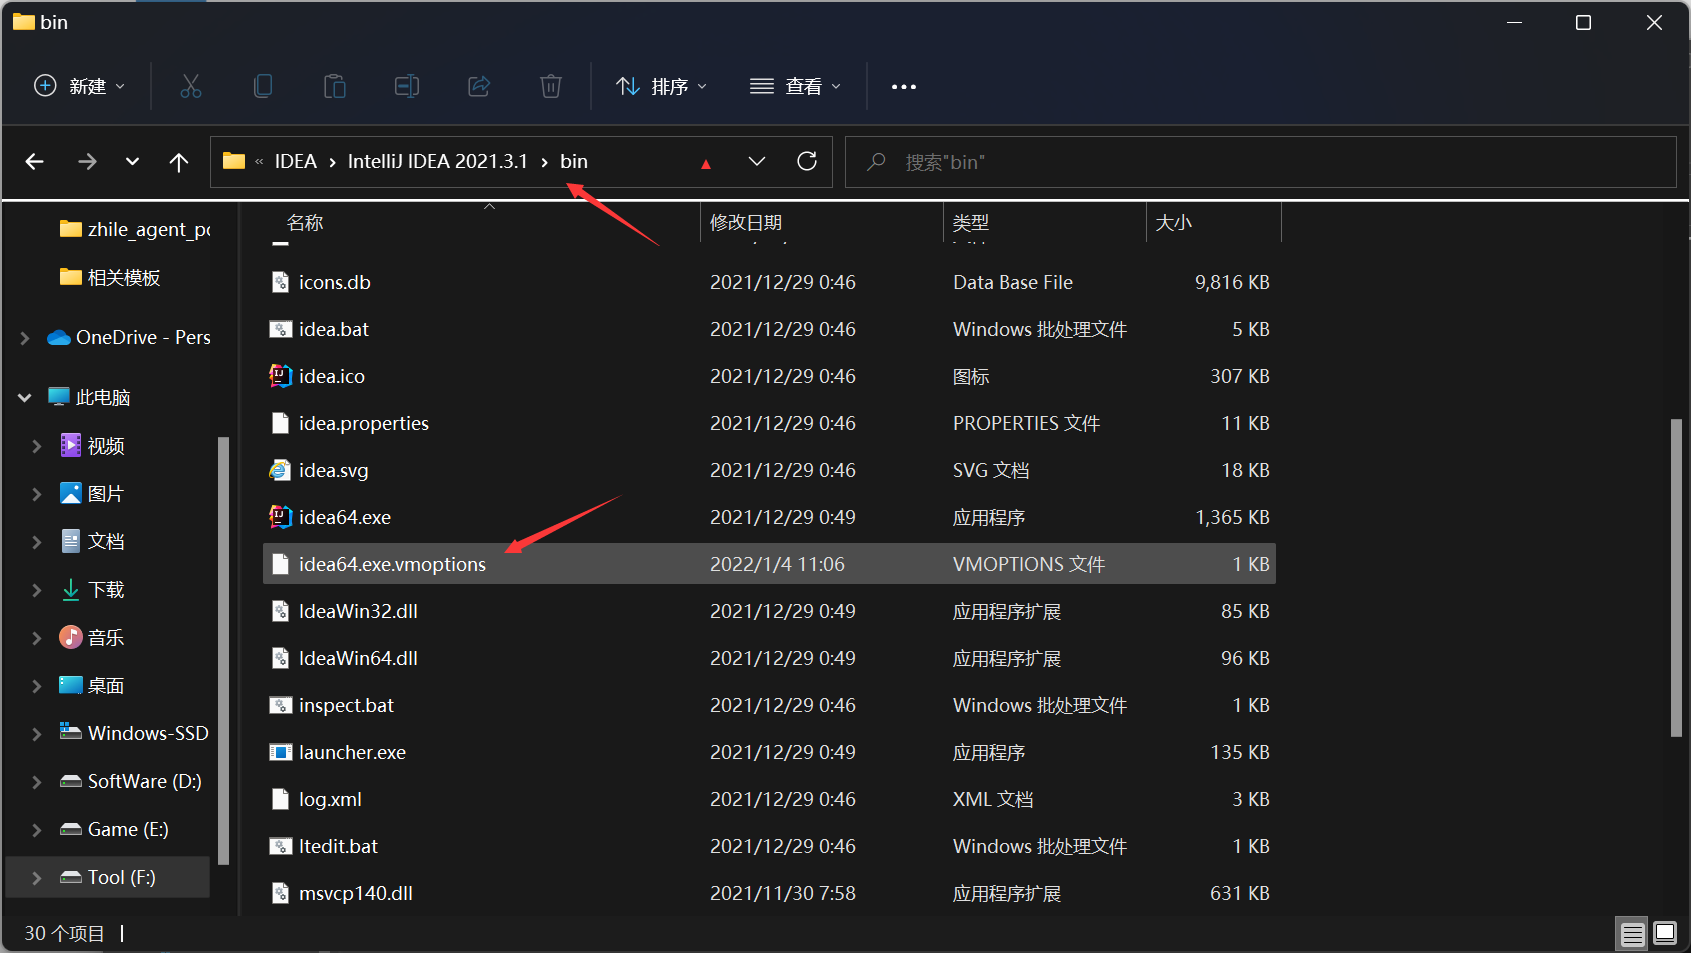 bin
新建
排序
查看
« IDEA › IntelliJ IDEA 2021.3.1 › bin
搜索"bin"
zhile_agent_po
相关模板
OneDrive - Pers
此电脑
视频
图片
文档
下载
音乐
桌面
Windows-SSD
SoftWare (D:)
Game (E:)
Tool (F:)
名称 修改日期 类型 大小
icons.db 2021/12/29 0:46 Data Base File 9,816 KB
idea.bat 2021/12/29 0:46 Windows 批处理文件 5 KB
idea.ico 2021/12/29 0:46 图标 307 KB
idea.properties 2021/12/29 0:46 PROPERTIES 文件 11 KB
idea.svg 2021/12/29 0:46 SVG 文档 18 KB
idea64.exe 2021/12/29 0:49 应用程序 1,365 KB
idea64.exe.vmoptions 2022/1/4 11:06 VMOPTIONS 文件 1 KB
IdeaWin32.dll 2021/12/29 0:49 应用程序扩展 85 KB
IdeaWin64.dll 2021/12/29 0:49 应用程序扩展 96 KB
inspect.bat 2021/12/29 0:46 Windows 批处理文件 1 KB
launcher.exe 2021/12/29 0:49 应用程序 135 KB
log.xml 2021/12/29 0:46 XML 文档 3 KB
ltedit.bat 2021/12/29 0:46 Windows 批处理文件 1 KB
msvcp140.dll 2021/11/30 7:58 应用程序扩展 631 KB
30 个项目